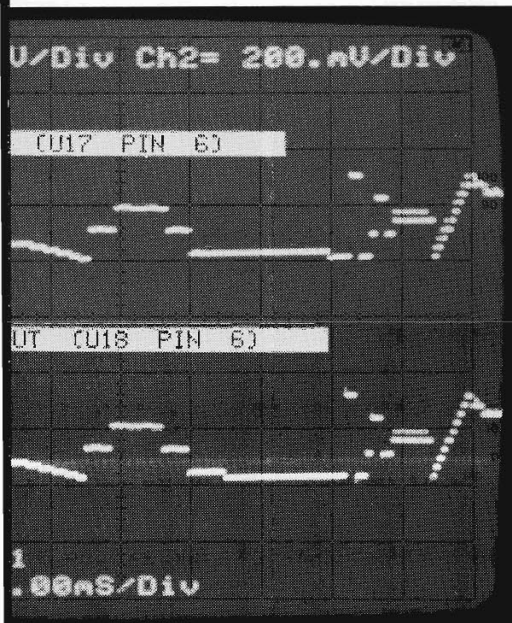 V/Div Ch2= 200.mV/Div
(U17 PIN 6)
UT (U18 PIN 6)
1
.00mS/Div